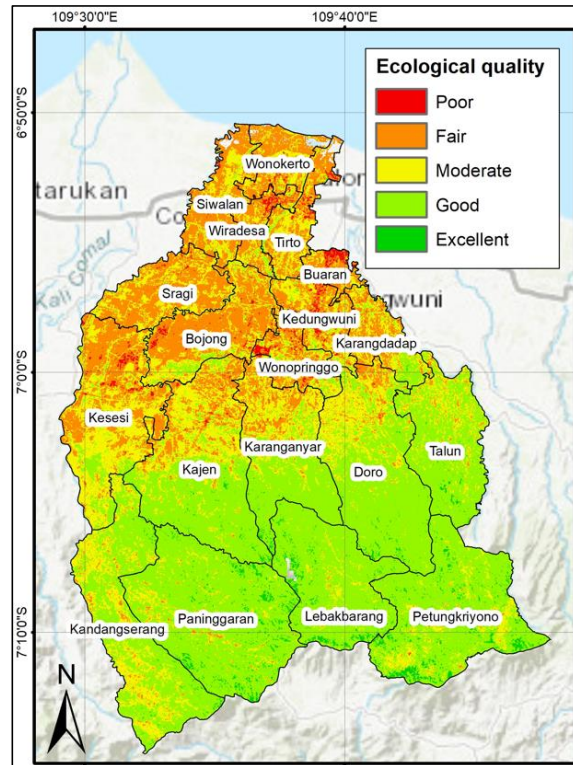 109°30'0"E 109°40'0"E
6°50'0"S
7°0'0"S
7°10'0"S
Ecological quality
Poor
Fair
Moderate
Good
Excellent
tarukan
Kali Comal
Wonokerto
Siwalan
Wiradesa
Tirto
Buaran
wuni
Sragi
Kedungwuni
Bojong
Karangdadap
Wonopringgo
Kesesi
Karanganyar
Talun
Kajen
Doro
Paninggaran
Lebakbarang
Petungkriyono
Kandangserang
N